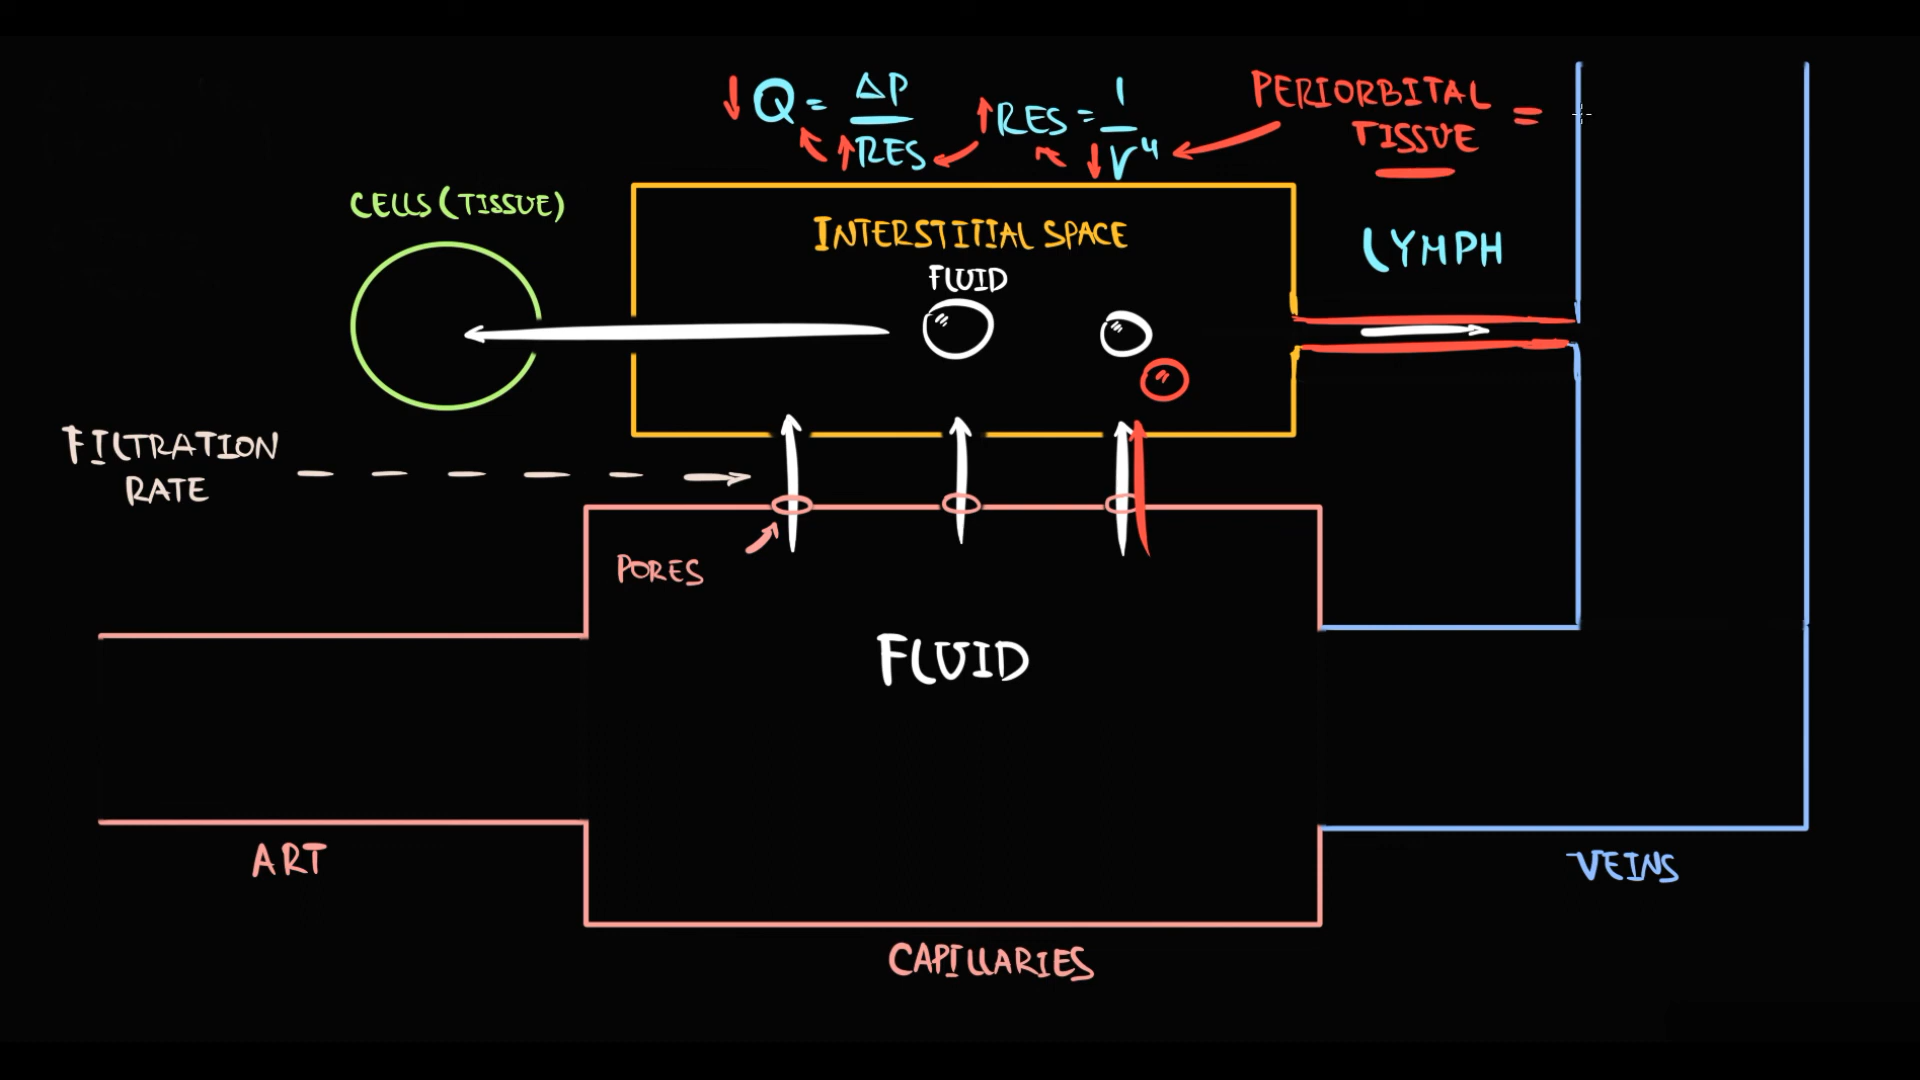 ↓ Q = ΔP / ↑RES
↑RES = 1 / ↓r⁴
PERIORBITAL
TISSUE =
CELLS (TISSUE)
INTERSTITIAL SPACE
FLUID
LYMPH
FILTRATION
RATE
PORES
FLUID
ART
VEINS
CAPILLARIES